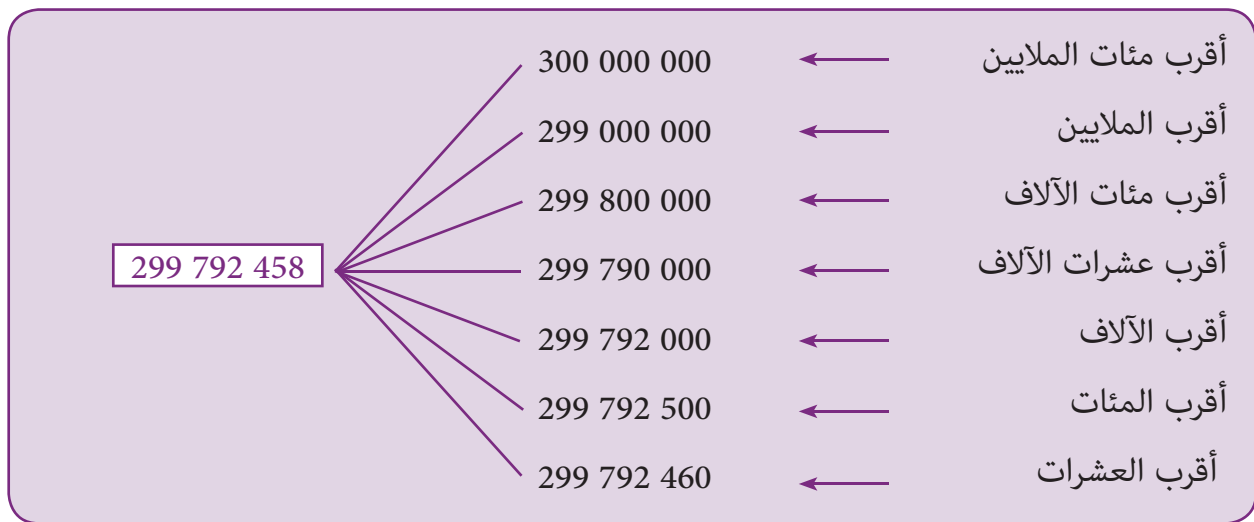 أقرب مئات الملايين 300 000 000
أقرب الملايين 299 000 000
أقرب مئات الآلاف 299 800 000
أقرب عشرات الآلاف 299 790 000 299 792 458
أقرب الآلاف 299 792 000
أقرب المئات 299 792 500
أقرب العشرات 299 792 460